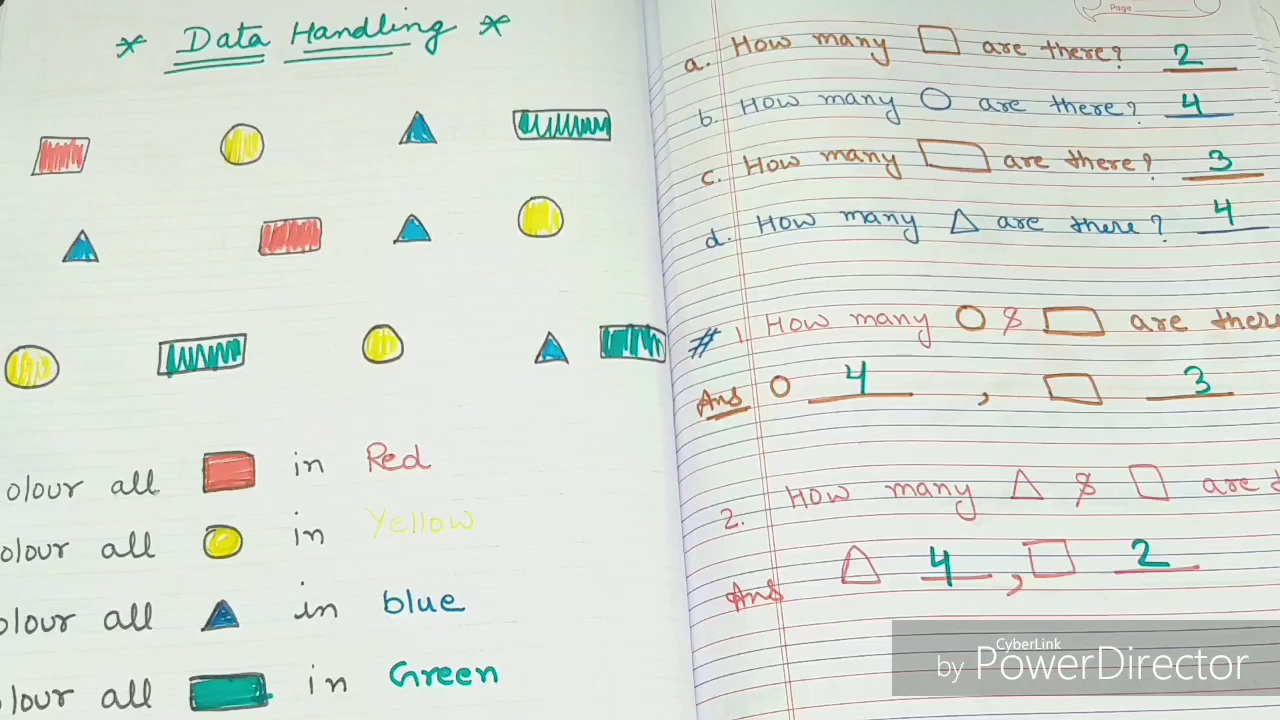 * Data Handling *
olour all in Red
olour all in Yellow
olour all in blue
olour all in Green
Page
a. How many □ are there? 2
b. How many ○ are there? 4
c. How many ▭ are there? 3
d. How many △ are there? 4
# 1 How many ○ & ▭ are there
Ans ○ 4 , ▭ 3
2. How many △ & □ are
Ans △ 4 , □ 2
CyberLink
by PowerDirector